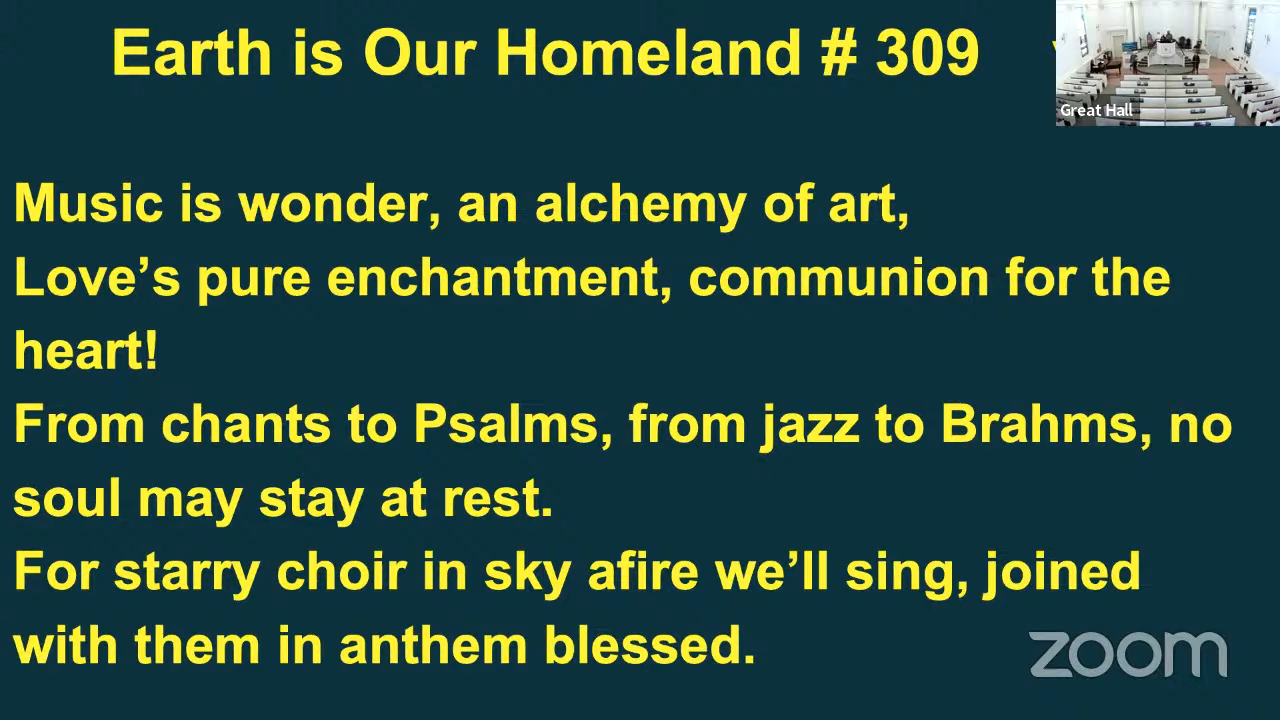 Earth is Our Homeland # 309
Great Hall
Music is wonder, an alchemy of art,
Love’s pure enchantment, communion for the
heart!
From chants to Psalms, from jazz to Brahms, no
soul may stay at rest.
For starry choir in sky afire we’ll sing, joined
with them in anthem blessed.
zoom